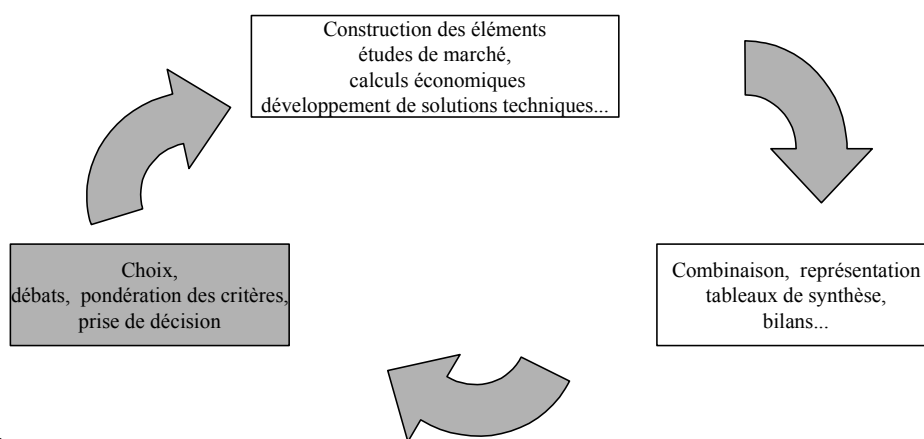 Construction des éléments
études de marché,
calculs économiques
développement de solutions techniques...
Combinaison, représentation
tableaux de synthèse,
bilans...
Choix,
débats, pondération des critères,
prise de décision